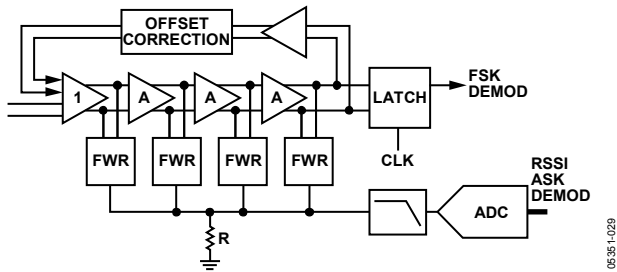 OFFSET
CORRECTION
1
A
A
A
LATCH
FSK
DEMOD
FWR
FWR
FWR
FWR
CLK
RSSI
ASK
DEMOD
R
ADC
05351-029